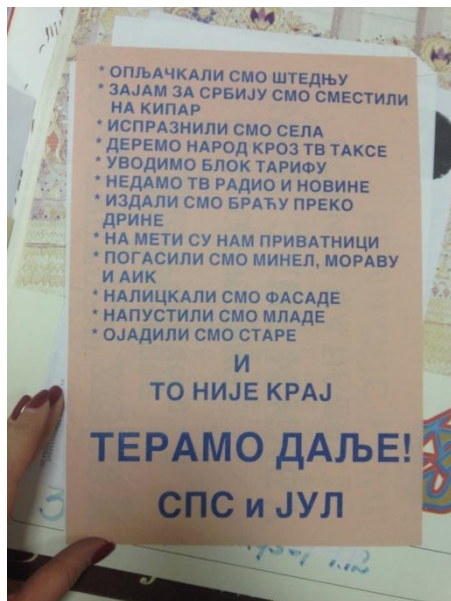 * ОПЉАЧКАЛИ СМО ШТЕДЊУ
* ЗАЈАМ ЗА СРБИЈУ СМО СМЕСТИЛИ
НА КИПАР
* ИСПРАЗНИЛИ СМО СЕЛА
* ДЕРЕМО НАРОД КРОЗ ТВ ТАКСЕ
* УВОДИМО БЛОК ТАРИФУ
* НЕДАМО ТВ РАДИО И НОВИНЕ
* ИЗДАЛИ СМО БРАЋУ ПРЕКО
ДРИНЕ
* НА МЕТИ СУ НАМ ПРИВАТНИЦИ
* ПОГАСИЛИ СМО МИНЕЛ, МОРАВУ
И АИК
* НАЛИЦКАЛИ СМО ФАСАДЕ
* НАПУСТИЛИ СМО МЛАДЕ
* ОЈАДИЛИ СМО СТАРЕ
И
ТО НИЈЕ КРАЈ
ТЕРАМО ДАЉЕ!
СПС и ЈУЛ